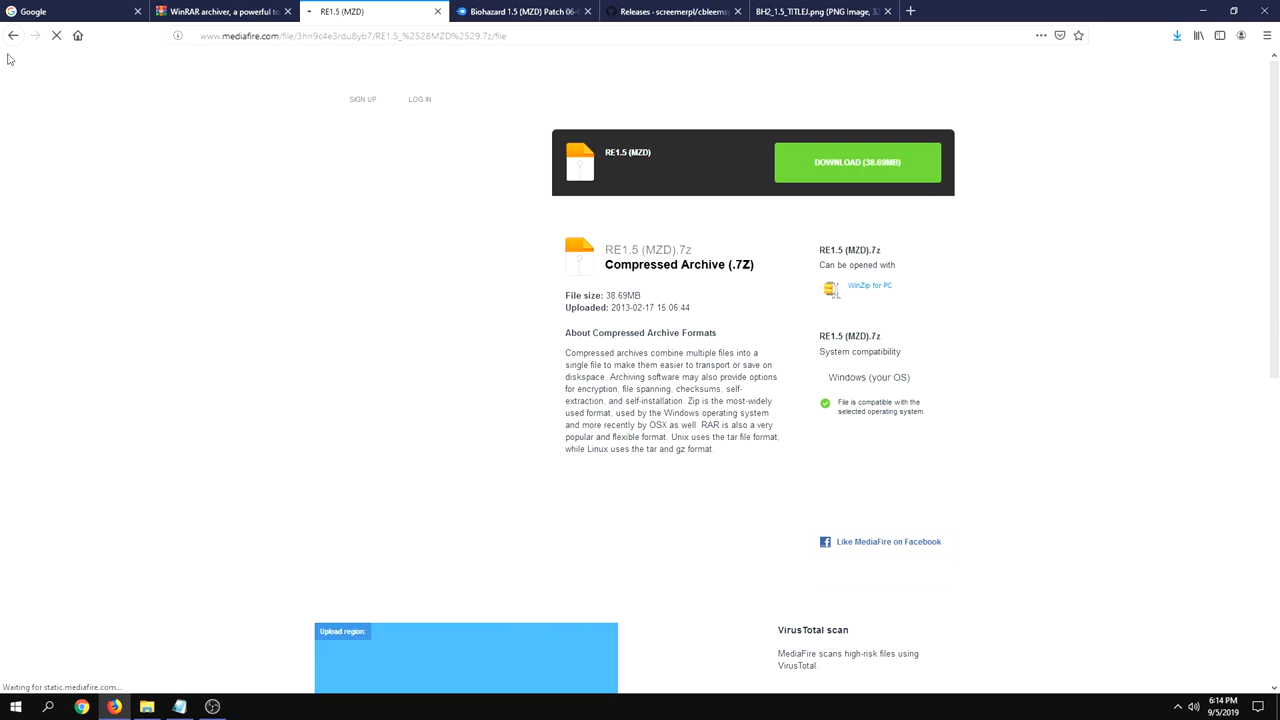 Google
WinRAR archiver, a powerful to
RE1.5 (MZD)
Biohazard 1.5 (MZD) Patch 06-
Releases - screemerpl/cbleemsy
BH2_1.5_TITLEJ.png (PNG Image, 32
www.mediafire.com/file/3hn9c4e3rdu8yb7/RE1.5_%2528MZD%2529.7z/file
SIGN UP
LOG IN
RE1.5 (MZD)
DOWNLOAD (38.69MB)
RE1.5 (MZD).7z
Compressed Archive (.7Z)
File size: 38.69MB
Uploaded: 2013-02-17 15:06:44
About Compressed Archive Formats
Compressed archives combine multiple files into a
single file to make them easier to transport or save on
diskspace. Archiving software may also provide options
for encryption, file spanning, checksums, self-
extraction, and self-installation. Zip is the most-widely
used format, used by the Windows operating system
and more recently by OSX as well. RAR is also a very
popular and flexible format. Unix uses the tar file format,
while Linux uses the tar and gz format.
RE1.5 (MZD).7z
Can be opened with
WinZip for PC
RE1.5 (MZD).7z
System compatibility
Windows (your OS)
File is compatible with the
selected operating system.
Like MediaFire on Facebook
Upload region:
VirusTotal scan
MediaFire scans high-risk files using
VirusTotal
Waiting for static.mediafire.com...
6:14 PM
9/5/2019